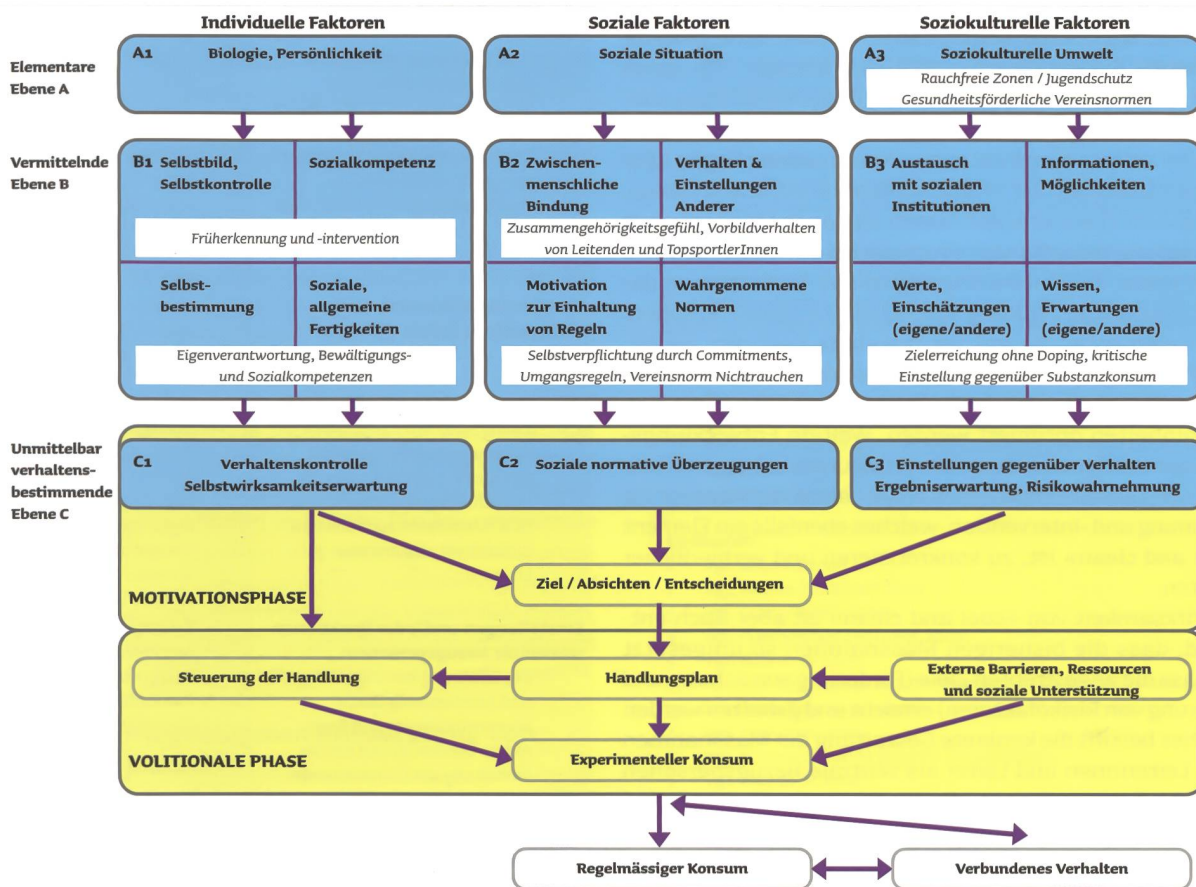 Individuelle Faktoren
Soziale Faktoren
Soziokulturelle Faktoren
Elementare
Ebene A
A1
Biologie, Persönlichkeit
A2
Soziale Situation
A3
Soziokulturelle Umwelt
Rauchfreie Zonen / Jugendschutz
Gesundheitsförderliche Vereinsnormen
Vermittelnde
Ebene B
B1
Selbstbild,
Selbstkontrolle
Sozialkompetenz
Früherkennung und -intervention
Selbst-
bestimmung
Soziale,
allgemeine
Fertigkeiten
Eigenverantwortung, Bewältigungs-
und Sozialkompetenzen
B2
Zwischen-
menschliche
Bindung
Verhalten &
Einstellungen
Anderer
Zusammengehörigkeitsgefühl, Vorbildverhalten
von Leitenden und TopsportlerInnen
Motivation
zur Einhaltung
von Regeln
Wahrgenommene
Normen
Selbstverpflichtung durch Commitments,
Umgangsregeln, Vereinsnorm Nichtrauchen
B3
Austausch
mit sozialen
Institutionen
Informationen,
Möglichkeiten
Werte,
Einschätzungen
(eigene/andere)
Wissen,
Erwartungen
(eigene/andere)
Zielerreichung ohne Doping, kritische
Einstellung gegenüber Substanzkonsum
Unmittelbar
verhaltens-
bestimmende
Ebene C
C1
Verhaltenskontrolle
Selbstwirksamkeitserwartung
C2
Soziale normative Überzeugungen
C3
Einstellungen gegenüber Verhalten
Ergebniserwartung, Risikowahrnehmung
Ziel / Absichten / Entscheidungen
MOTIVATIONSPHASE
Steuerung der Handlung
Handlungsplan
Externe Barrieren, Ressourcen
und soziale Unterstützung
Experimenteller Konsum
VOLITIONALE PHASE
Regelmässiger Konsum
Verbundenes Verhalten